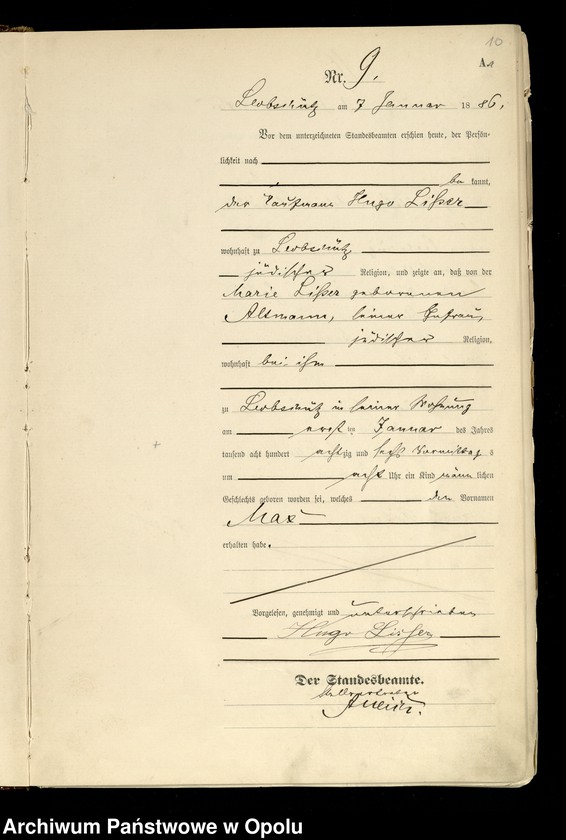 10
A.
Nr. 9.
Leobschütz am 7 Januar 1886.
Vor dem unterzeichneten Standesbeamten erschien heute, der Persön-
lichkeit nach
be kannt,
der Kaufmann Hugo Lißer
wohnhaft zu Leobschütz
jüdischer Religion, und zeigte an, daß von der
Marie Lißer geborenen
Altmann, seiner Ehefrau,
jüdischer Religion,
wohnhaft bei ihm
zu Leobschütz in seiner Wohnung
am ersten Januar des Jahres
tausend acht hundert achtzig und sechs Vormittags
um acht Uhr ein Kind männlichen
Geschlechts geboren worden sei, welches den Vornamen
Max
erhalten habe.
Vorgelesen, genehmigt und unterschrieben
Hugo Lisser
Der Standesbeamte.
Archiwum Państwowe w Opolu